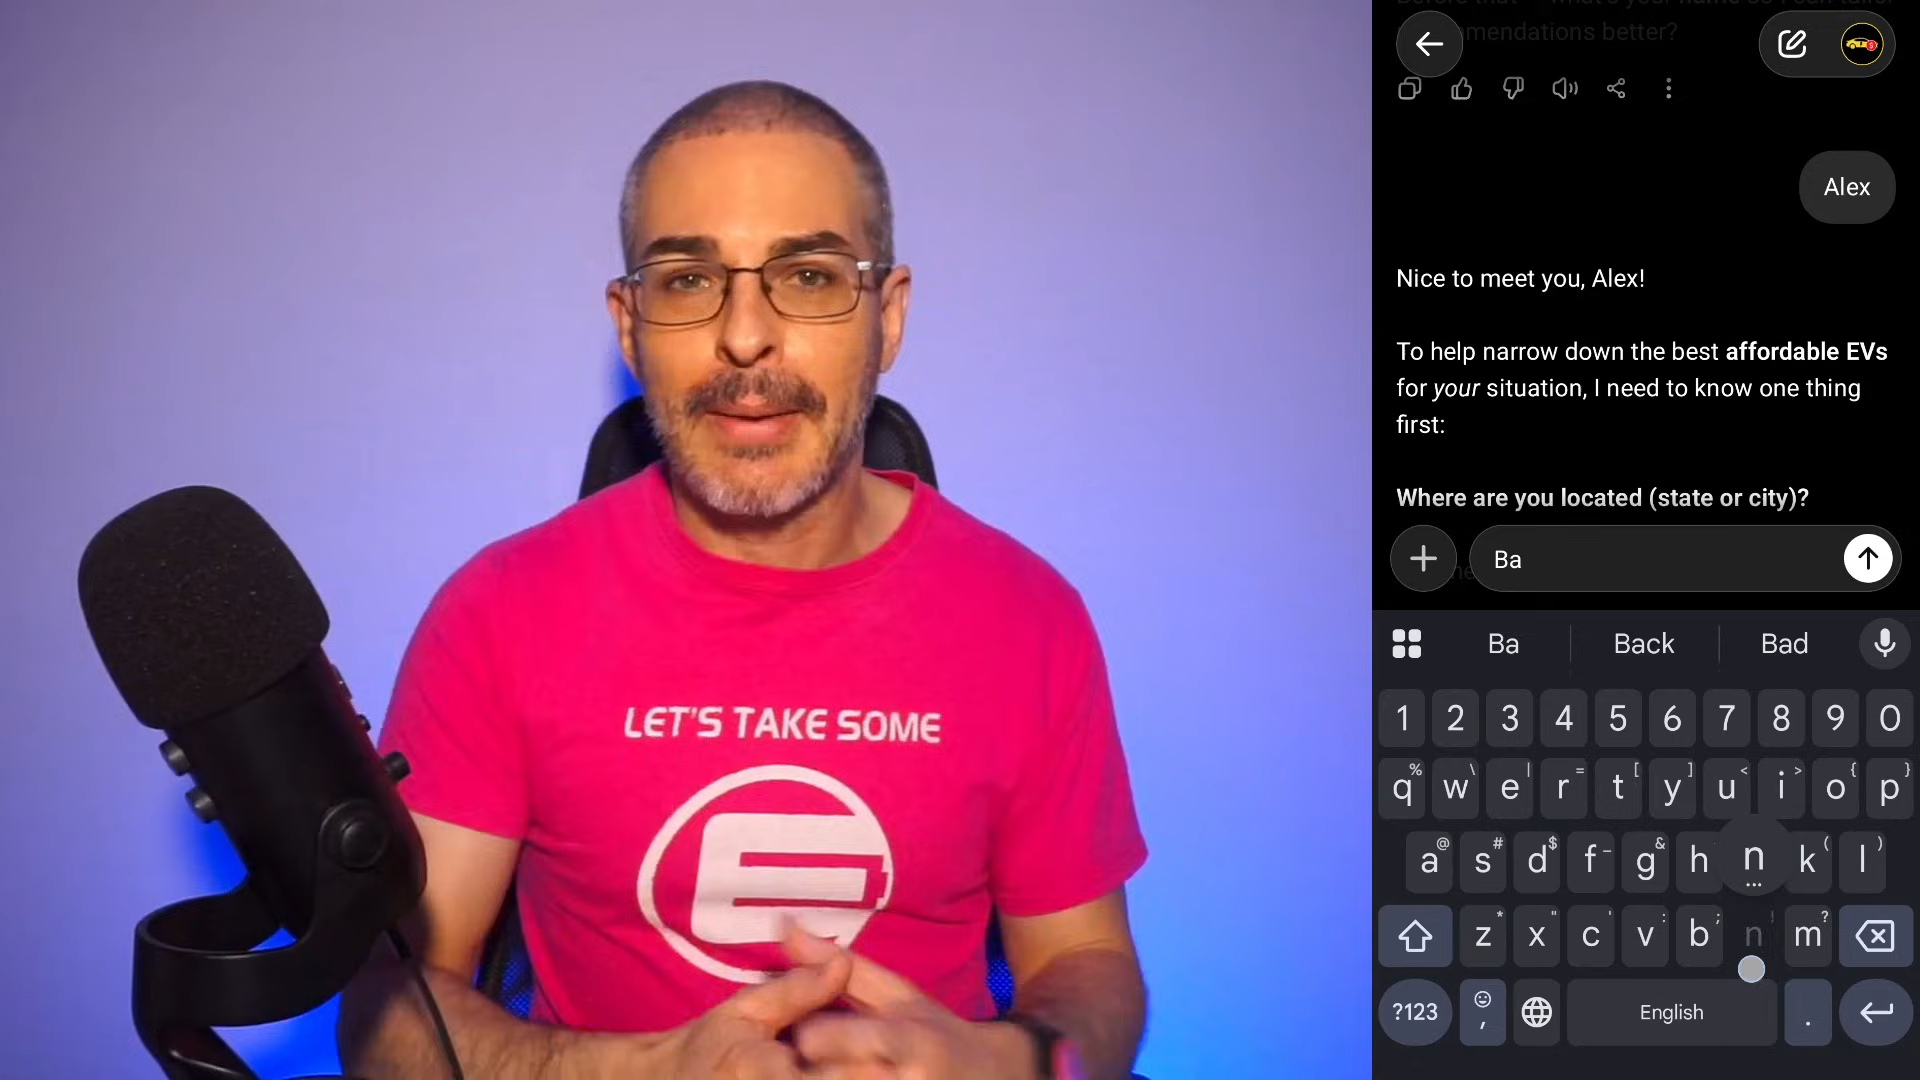 LET'S TAKE SOME
E
mmendations better?
Alex
Nice to meet you, Alex!
To help narrow down the best affordable EVs
for your situation, I need to know one thing
first:
Where are you located (state or city)?
Ba
Ba Back Bad
1 2 3 4 5 6 7 8 9 0
q % w \ e | r = t [ y ] u < i > o { p }
a @ s # d $ f _ g & h n k ( l )
z * x " c ' v : b ; n ! m ?
?123 , English .